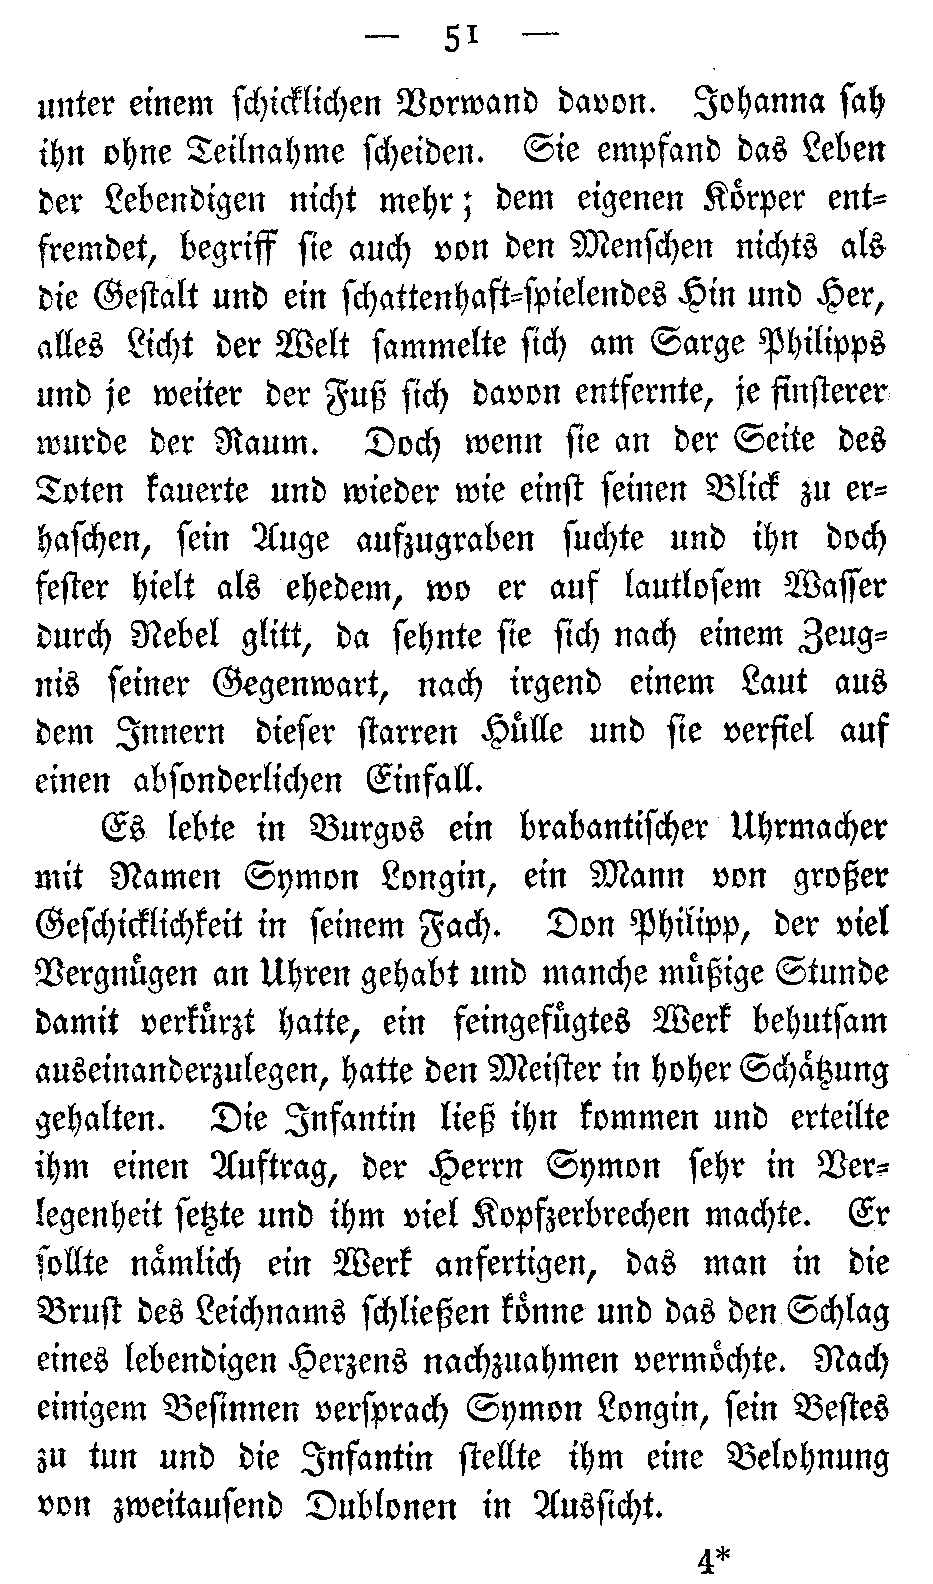 — 51 —
unter einem schicklichen Vorwand davon. Johanna sah
ihn ohne Teilnahme scheiden. Sie empfand das Leben
der Lebendigen nicht mehr; dem eigenen Körper ent-
fremdet, begriff sie auch von den Menschen nichts als
die Gestalt und ein schattenhaft-spielendes Hin und Her,
alles Licht der Welt sammelte sich am Sarge Philipps
und je weiter der Fuß sich davon entfernte, je finsterer
wurde der Raum. Doch wenn sie an der Seite des
Toten kauerte und wieder wie einst seinen Blick zu er-
haschen, sein Auge aufzugraben suchte und ihn doch
fester hielt als ehedem, wo er auf lautlosem Wasser
durch Nebel glitt, da sehnte sie sich nach einem Zeug-
nis seiner Gegenwart, nach irgend einem Laut aus
dem Innern dieser starren Hülle und sie verfiel auf
einen absonderlichen Einfall.
Es lebte in Burgos ein brabantischer Uhrmacher
mit Namen Symon Longin, ein Mann von großer
Geschicklichkeit in seinem Fach. Don Philipp, der viel
Vergnügen an Uhren gehabt und manche müßige Stunde
damit verkürzt hatte, ein feingefügtes Werk behutsam
auseinanderzulegen, hatte den Meister in hoher Schätzung
gehalten. Die Infantin ließ ihn kommen und erteilte
ihm einen Auftrag, der Herrn Symon sehr in Ver-
legenheit setzte und ihm viel Kopfzerbrechen machte. Er
sollte nämlich ein Werk anfertigen, das man in die
Brust des Leichnams schließen könne und das den Schlag
eines lebendigen Herzens nachzuahmen vermöchte. Nach
einigem Besinnen versprach Symon Longin, sein Bestes
zu tun und die Infantin stellte ihm eine Belohnung
von zweitausend Dublonen in Aussicht.
4*